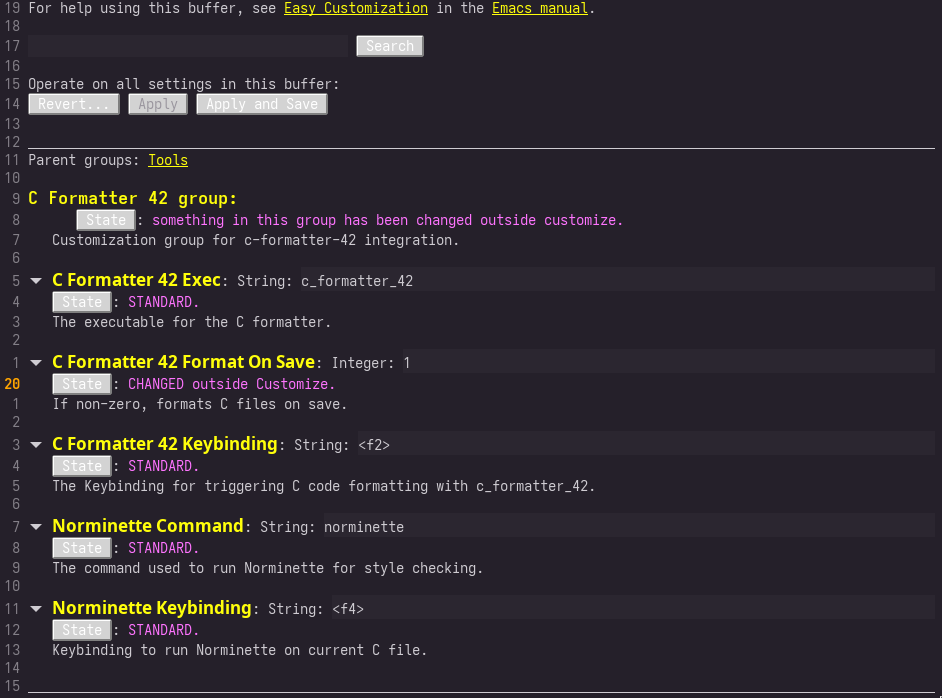 19 For help using this buffer, see Easy Customization in the Emacs manual.
18
17 Search
16
15 Operate on all settings in this buffer:
14 Revert... Apply Apply and Save
13
12
11 Parent groups: Tools
10
9 C Formatter 42 group:
8 State : something in this group has been changed outside customize.
7 Customization group for c-formatter-42 integration.
6
5 C Formatter 42 Exec: String: c_formatter_42
4 State : STANDARD.
3 The executable for the C formatter.
2
1 C Formatter 42 Format On Save: Integer: 1
20 State : CHANGED outside Customize.
1 If non-zero, formats C files on save.
2
3 C Formatter 42 Keybinding: String: <f2>
4 State : STANDARD.
5 The Keybinding for triggering C code formatting with c_formatter_42.
6
7 Norminette Command: String: norminette
8 State : STANDARD.
9 The command used to run Norminette for style checking.
10
11 Norminette Keybinding: String: <f4>
12 State : STANDARD.
13 Keybinding to run Norminette on current C file.
14
15